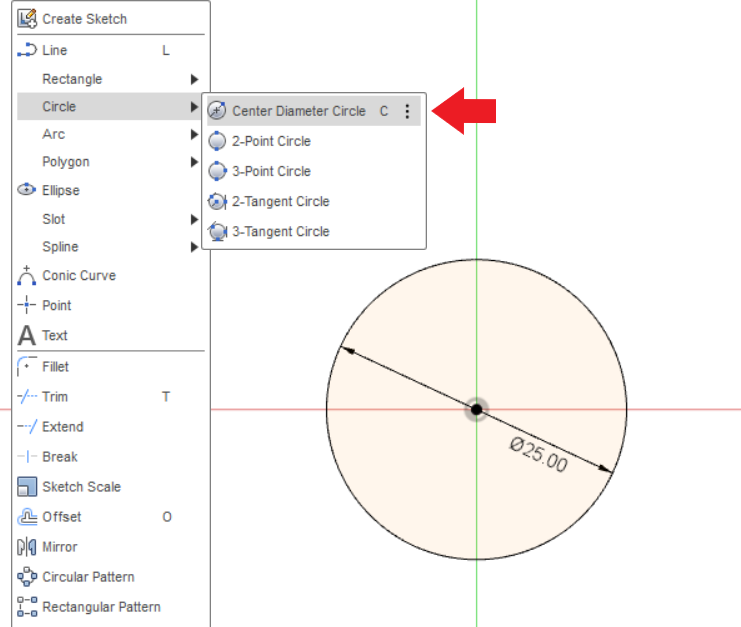 Create Sketch
Line L
Rectangle
Circle
Center Diameter Circle C
2-Point Circle
3-Point Circle
2-Tangent Circle
3-Tangent Circle
Arc
Polygon
Ellipse
Slot
Spline
Conic Curve
Point
A Text
Fillet
Trim T
Extend
Break
Sketch Scale
Offset O
Mirror
Circular Pattern
Rectangular Pattern
Ø25.00